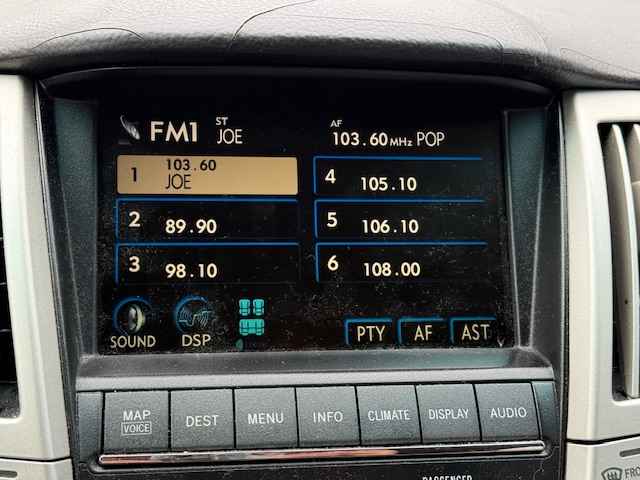 FM1 ST JOE AF 103.60 MHz POP
1 103.60 JOE
4 105.10
2 89.90
5 106.10
3 98.10
6 108.00
SOUND DSP PTY AF AST
MAP VOICE DEST MENU INFO CLIMATE DISPLAY AUDIO
PASSENGER